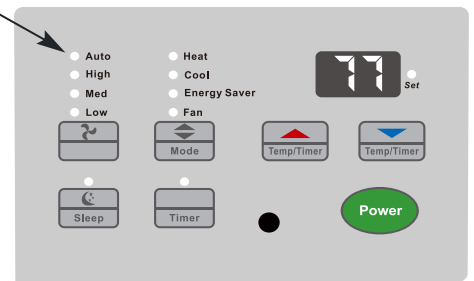 Auto
High
Med
Low
Heat
Cool
Energy Saver
Fan
77
Set
Mode
Temp/Timer
Temp/Timer
Sleep
Timer
Power